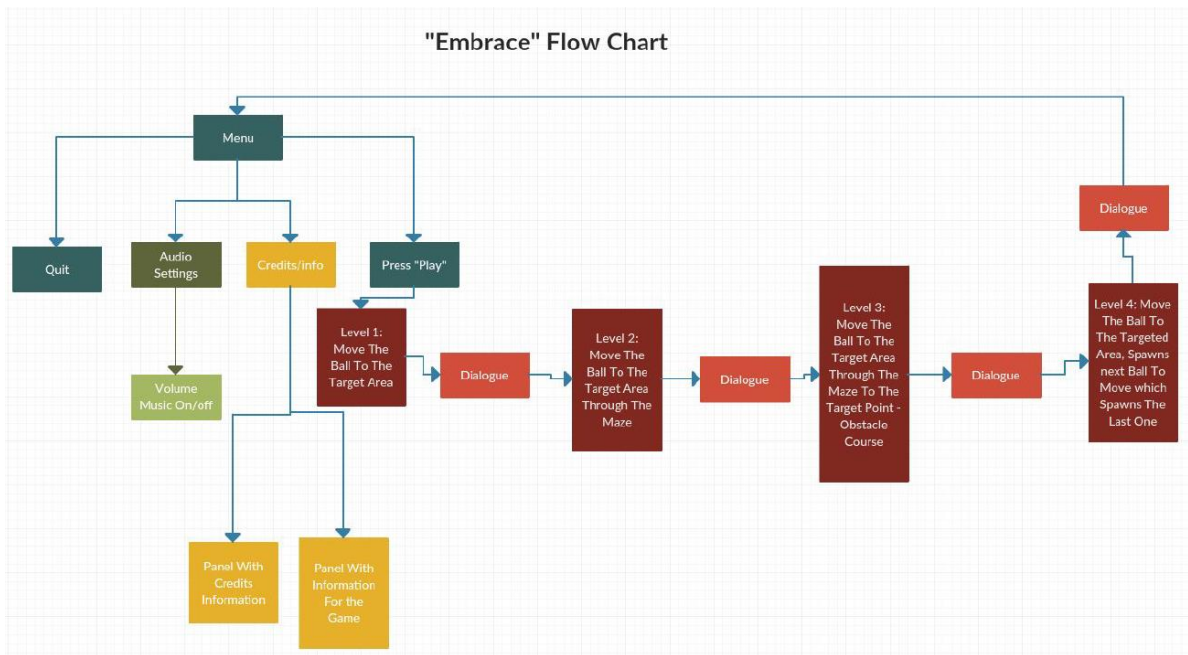 "Embrace" Flow Chart
Menu
Quit
Audio
Settings
Credits/info
Press "Play"
Volume
Music On/off
Panel With
Credits
Information
Panel With
Information
For the
Game
Level 1:
Move The
Ball To The
Target Area
Dialogue
Level 2:
Move The
Ball To The
Target Area
Through The
Maze
Dialogue
Level 3:
Move The
Ball To The
Target Area
Through The
Maze To The
Target Point -
Obstacle
Course
Dialogue
Level 4: Move
The Ball To
The Targeted
Area, Spawns
next Ball To
Move which
Spawns The
Last One
Dialogue